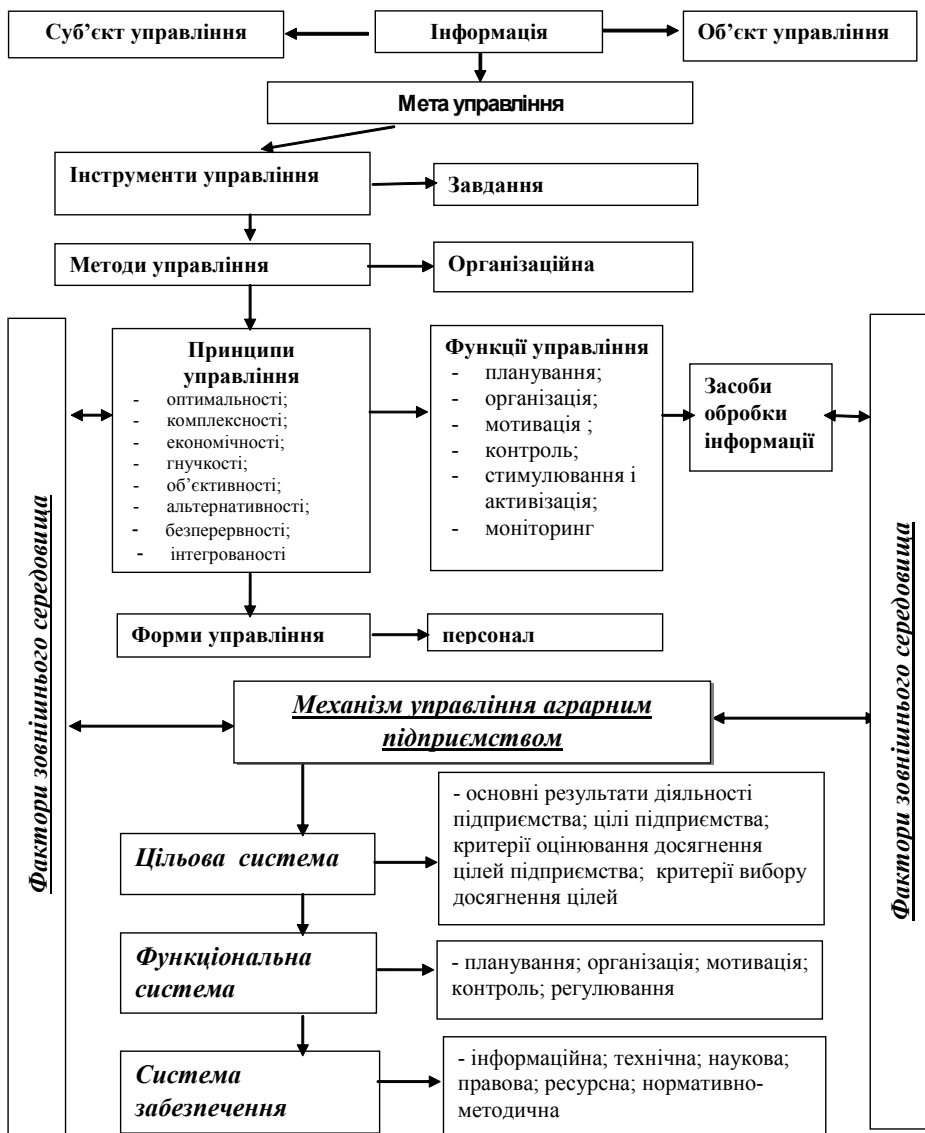 Суб’єкт управління
Інформація
Об’єкт управління
Мета управління
Інструменти управління
Завдання
Методи управління
Організаційна
Фактори зовнішнього середовища
Принципи
управління
- оптимальності;
- комплексності;
- економічності;
- гнучкості;
- об’єктивності;
- альтернативності;
- безперервності;
- інтегрованості
Функції управління
- планування;
- організація;
- мотивація ;
- контроль;
- стимулювання і
активізація;
- моніторинг
Засоби
обробки
інформації
Фактори зовнішнього середовища
Форми управління
персонал
Механізм управління аграрним
підприємством
Цільова система
- основні результати діяльності
підприємства; цілі підприємства;
критерії оцінювання досягнення
цілей підприємства; критерії вибору
досягнення цілей
Функціональна
система
- планування; організація; мотивація;
контроль; регулювання
Система
забезпечення
- інформаційна; технічна; наукова;
правова; ресурсна; нормативно-
методична